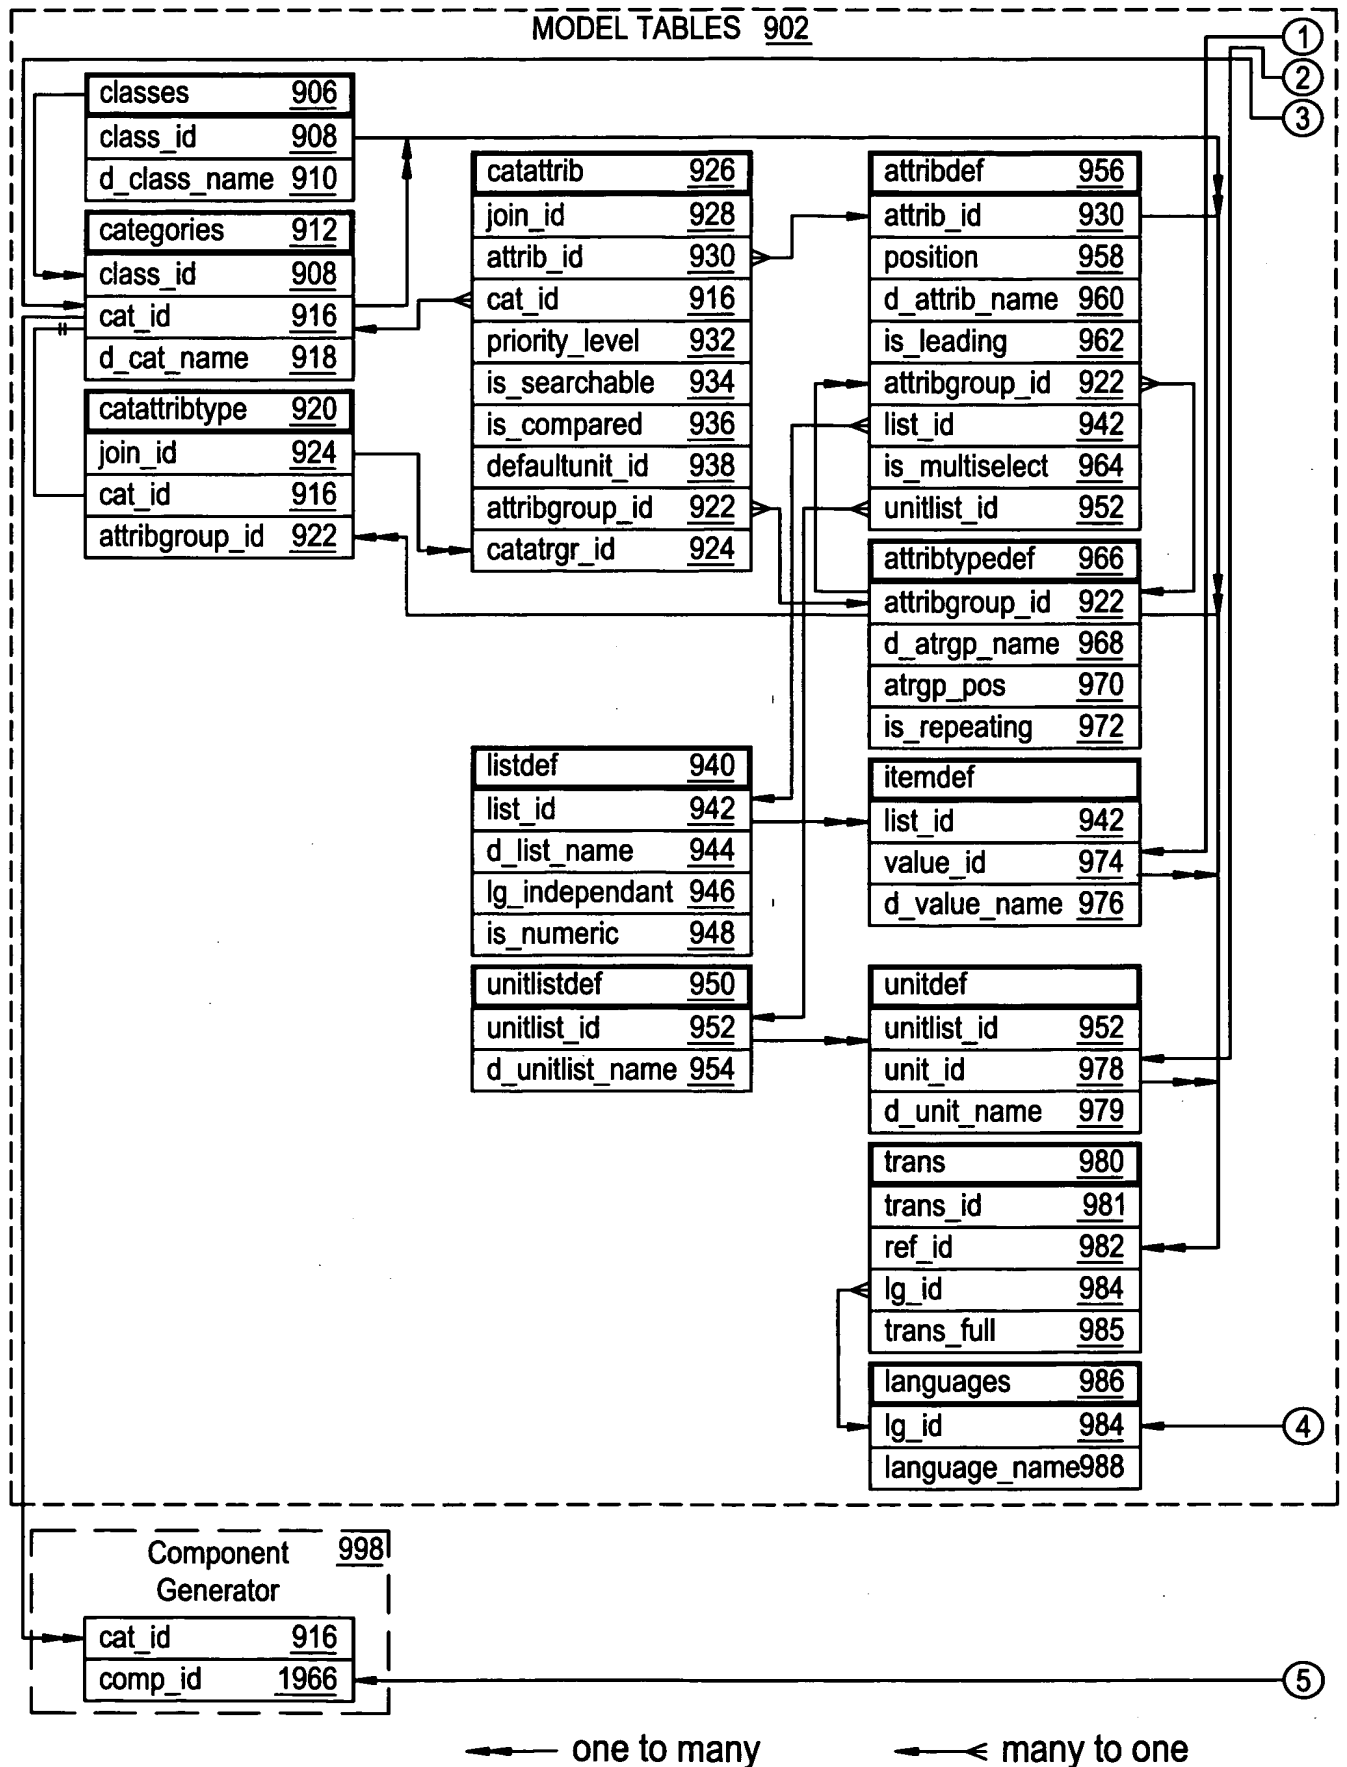 MODEL TABLES 902
1
2
3
classes 906
class_id 908
d_class_name 910
categories 912
class_id 908
cat_id 916
d_cat_name 918
catattribtype 920
join_id 924
cat_id 916
attribgroup_id 922
catattrib 926
join_id 928
attrib_id 930
cat_id 916
priority_level 932
is_searchable 934
is_compared 936
defaultunit_id 938
attribgroup_id 922
catatrgr_id 924
attribdef 956
attrib_id 930
position 958
d_attrib_name 960
is_leading 962
attribgroup_id 922
list_id 942
is_multiselect 964
unitlist_id 952
attribtypedef 966
attribgroup_id 922
d_atrgp_name 968
atrgp_pos 970
is_repeating 972
listdef 940
list_id 942
d_list_name 944
lg_independant 946
is_numeric 948
unitlistdef 950
unitlist_id 952
d_unitlist_name 954
itemdef
list_id 942
value_id 974
d_value_name 976
unitdef
unitlist_id 952
unit_id 978
d_unit_name 979
trans 980
trans_id 981
ref_id 982
lg_id 984
trans_full 985
languages 986
lg_id 984
language_name 988
4
Component 998
Generator
cat_id 916
comp_id 1966
5
one to many
many to one